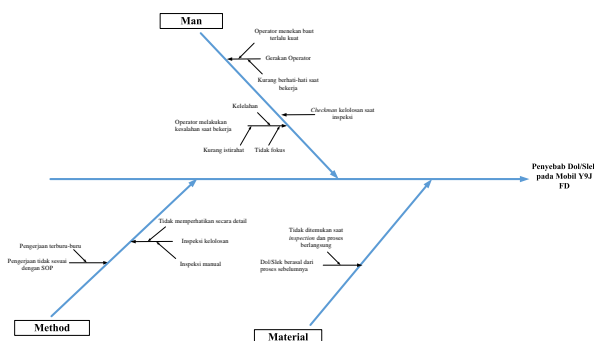 Man
Operator menekan baut
terlalu kuat
Gerakan Operator
Kurang berhati-hati saat
bekerja
Kelelahan
Checkman kelolosan saat
inspeksi
Operator melakukan
kesalahan saat bekerja
Kurang istirahat
Tidak fokus
Penyebab Dol/Slek
pada Mobil Y9J
FD
Tidak memperhatikan secara detail
Inspeksi kelolosan
Inspeksi manual
Pengerjaan terburu-buru
Pengerjaan tidak sesuai
dengan SOP
Method
Tidak ditemukan saat
inspection dan proses
berlangsung
Dol/Slek berasal dari
proses sebelumnya
Material